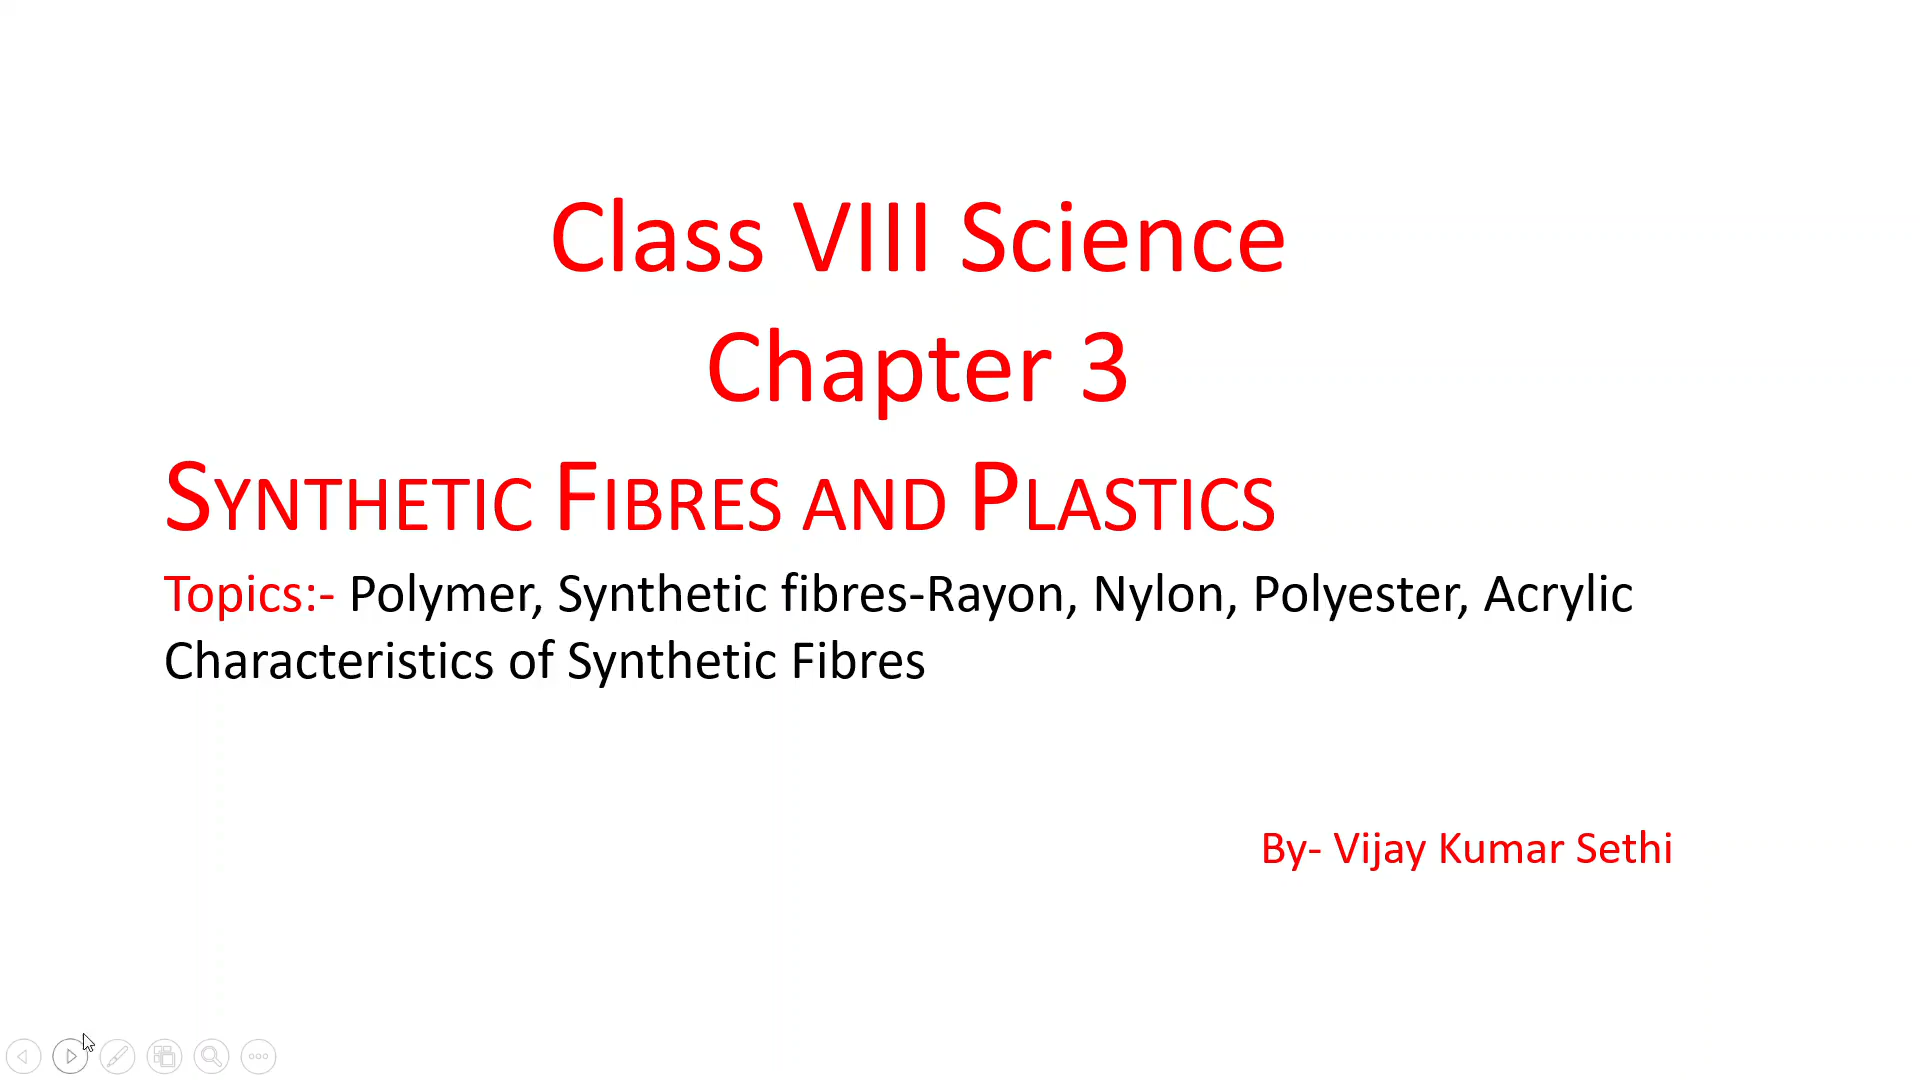 Class VIII Science
Chapter 3
SYNTHETIC FIBRES AND PLASTICS
Topics:- Polymer, Synthetic fibres-Rayon, Nylon, Polyester, Acrylic
Characteristics of Synthetic Fibres
By- Vijay Kumar Sethi